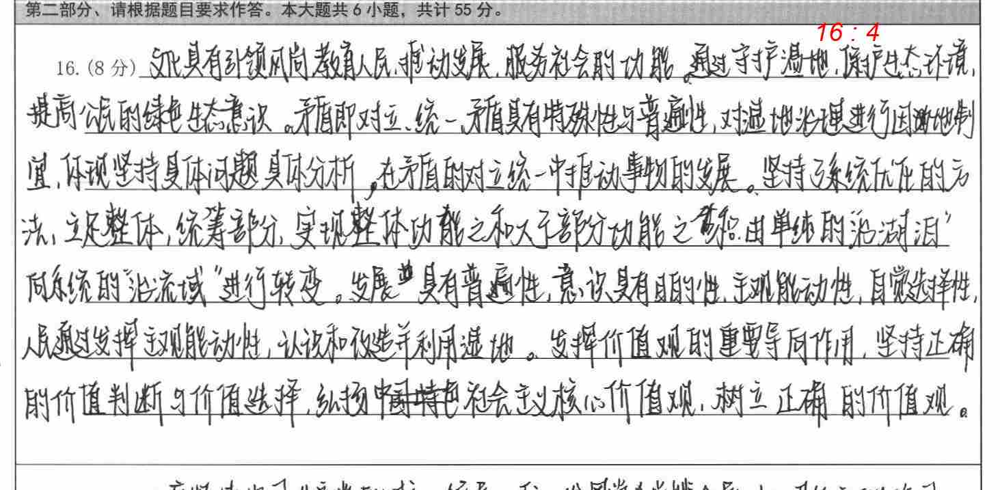 第二部分、请根据题目要求作答。本大题共 6 小题，共计 55 分。
16 : 4
16. (8 分) 文化具有引领风尚、教育人民、推动发展、服务社会的功能。通过守护湿地，保护生态环境，
提高公民的绿色生态意识。矛盾即对立、统一，矛盾具有特殊性与普遍性，对湿地治理进行因地制
宜，体现坚持具体问题具体分析，在矛盾的对立统一中推动事物的发展。坚持了系统优化的方
法，立足整体，统筹部分，实现整体功能之和大于部分功能之和。由单纯的“治湖泊”
向系统的“治流域”进行转变。发展具有普遍性，意识具有目的性、主观能动性、自觉选择性，
人民通过发挥主观能动性，认识和改造并利用湿地。发挥价值观的重要导向作用，坚持正确
的价值判断与价值选择，弘扬社会主义核心价值观，树立正确的价值观。